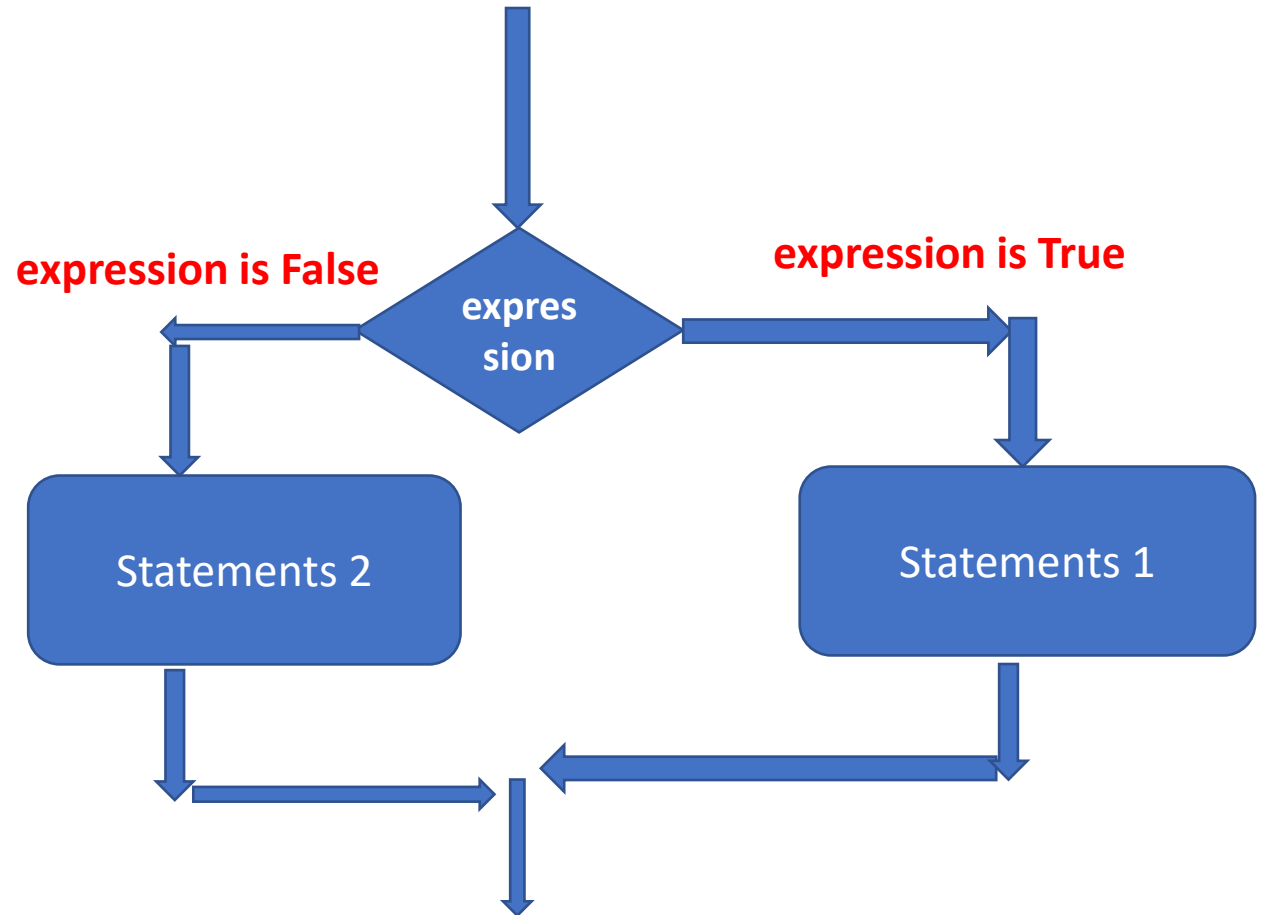 expression is False
expression is True
expres
sion
Statements 2
Statements 1